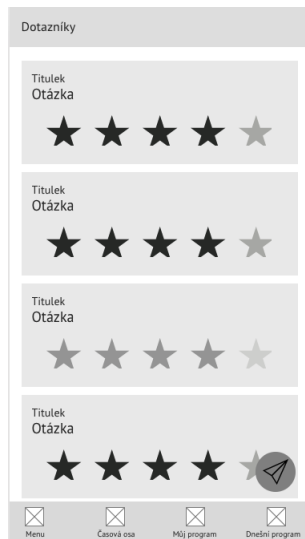 Dotazníky
Titulek
Otázka
Titulek
Otázka
Titulek
Otázka
Titulek
Otázka
Menu
Časová osa
Můj program
Dnešní program